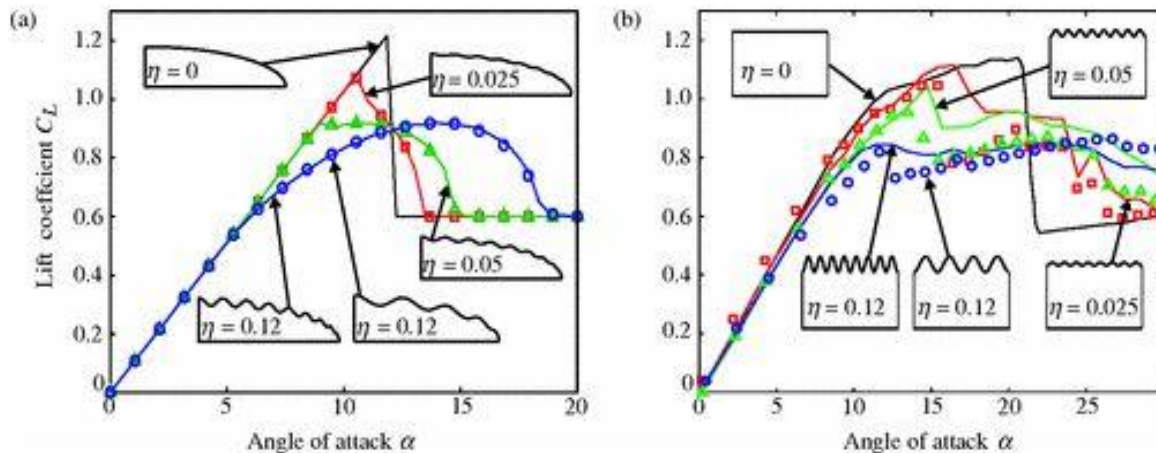 (a)
1.2
1.0
0.8
0.6
0.4
0.2
0
Lift coefficient C_L
η = 0
η = 0.025
η = 0.05
η = 0.12
η = 0.12
0 5 10 15 20
Angle of attack α
(b)
1.2
1.0
0.8
0.6
0.4
0.2
0
η = 0
η = 0.05
η = 0.12
η = 0.12
η = 0.025
0 5 10 15 20 25
Angle of attack α